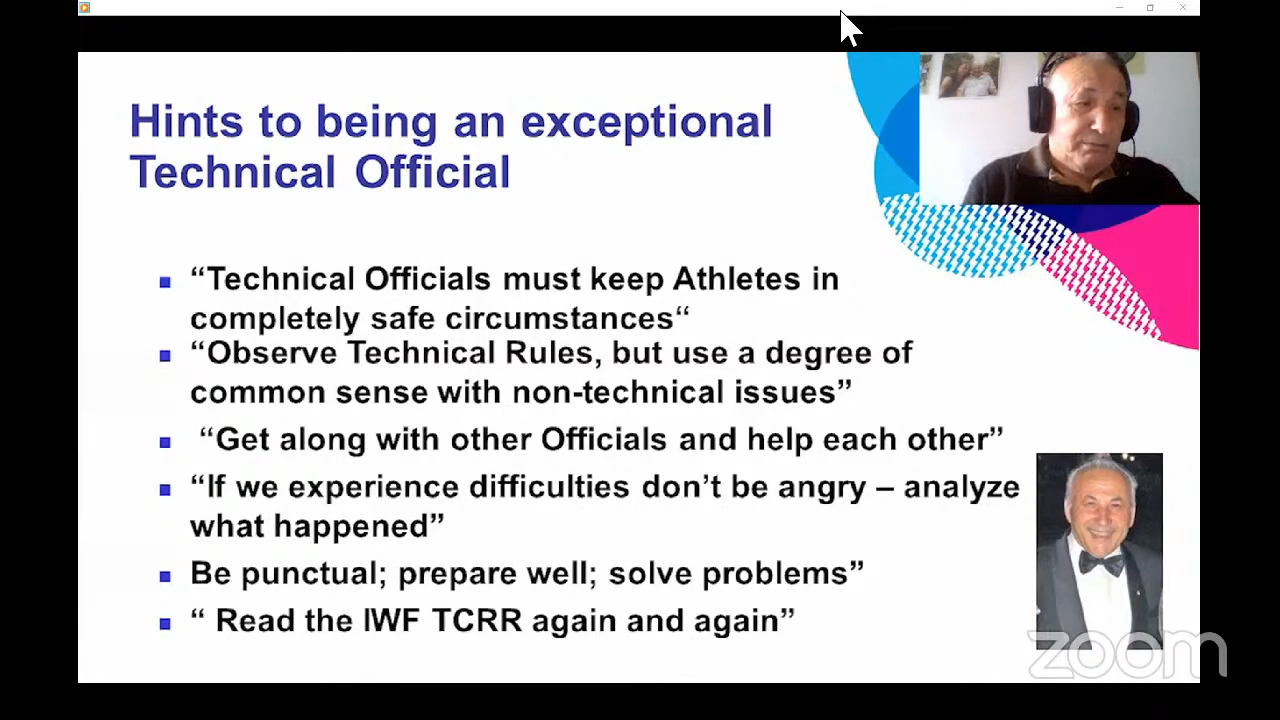 Hints to being an exceptional
Technical Official
“Technical Officials must keep Athletes in
completely safe circumstances“
“Observe Technical Rules, but use a degree of
common sense with non-technical issues”
“Get along with other Officials and help each other”
“If we experience difficulties don’t be angry – analyze
what happened”
Be punctual; prepare well; solve problems”
“ Read the IWF TCRR again and again”
zoom